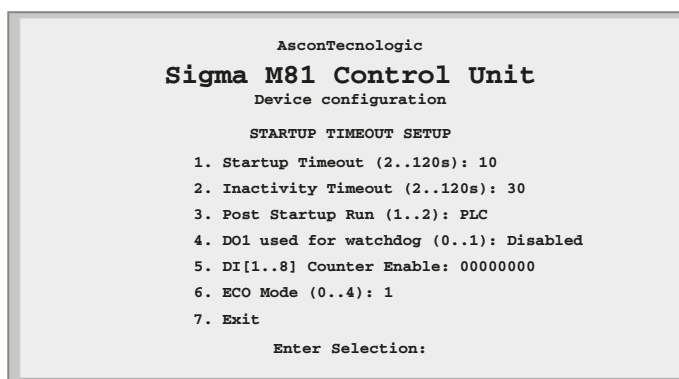 AsconTecnologic
Sigma M81 Control Unit
Device configuration
STARTUP TIMEOUT SETUP
1. Startup Timeout (2..120s): 10
2. Inactivity Timeout (2..120s): 30
3. Post Startup Run (1..2): PLC
4. DO1 used for watchdog (0..1): Disabled
5. DI[1..8] Counter Enable: 00000000
6. ECO Mode (0..4): 1
7. Exit
Enter Selection: